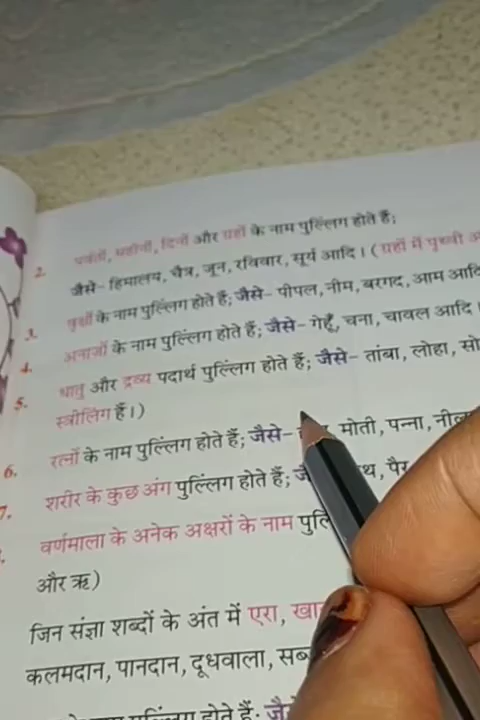 2. पर्वतों, महीनों, दिनों और ग्रहों के नाम पुल्लिंग होते हैं;
जैसे- हिमालय, चैत्र, जून, रविवार, सूर्य आदि। (ग्रहों में पृथ्वी
3. वृक्षों के नाम पुल्लिंग होते हैं; जैसे- पीपल, नीम, बरगद, आम आदि
4. अनाजों के नाम पुल्लिंग होते हैं; जैसे- गेहूँ, चना, चावल आदि।
5. धातु और द्रव्य पदार्थ पुल्लिंग होते हैं; जैसे- तांबा, लोहा, सो
स्त्रीलिंग हैं।)
6. रत्नों के नाम पुल्लिंग होते हैं; जैसे- मोती, पन्ना,
7. शरीर के कुछ अंग पुल्लिंग होते हैं;
वर्णमाला के अनेक अक्षरों के नाम
और ऋ)
जिन संज्ञा शब्दों के अंत में एरा,
कलमदान, पानदान, दूधवाला,
होते हैं;